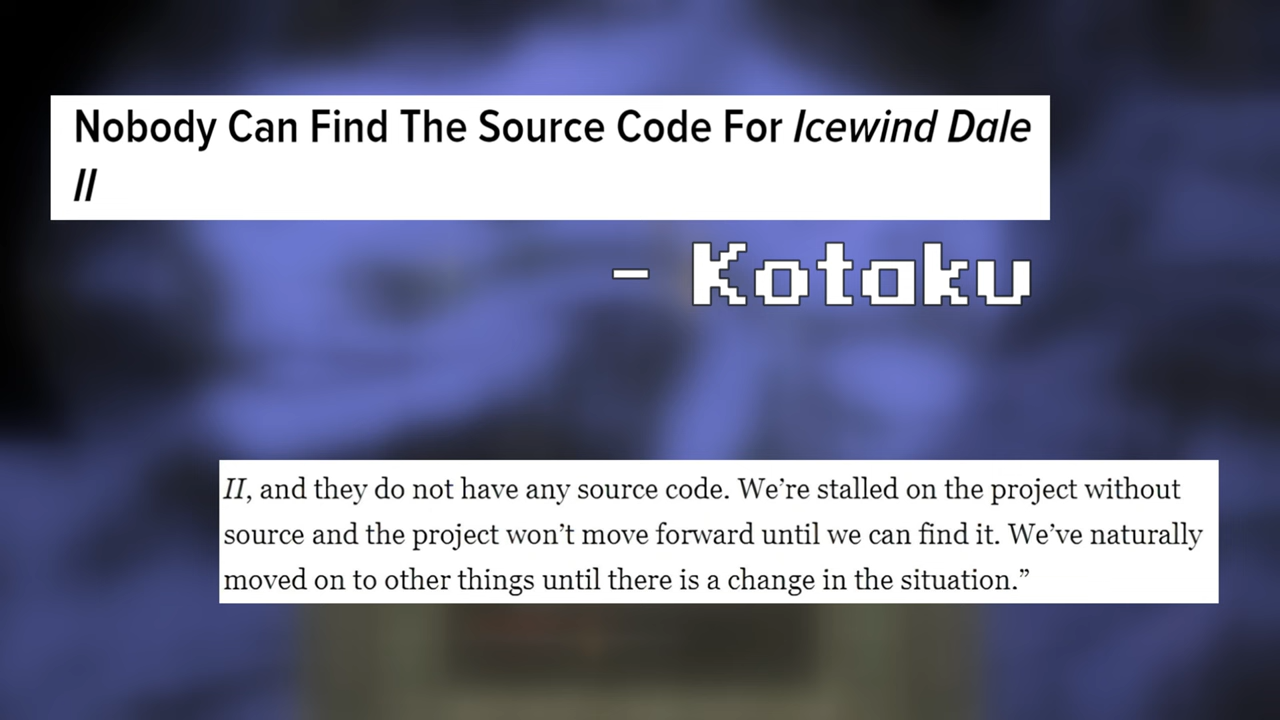 Nobody Can Find The Source Code For Icewind Dale
II
- Kotaku
II, and they do not have any source code. We’re stalled on the project without
source and the project won’t move forward until we can find it. We’ve naturally
moved on to other things until there is a change in the situation.”